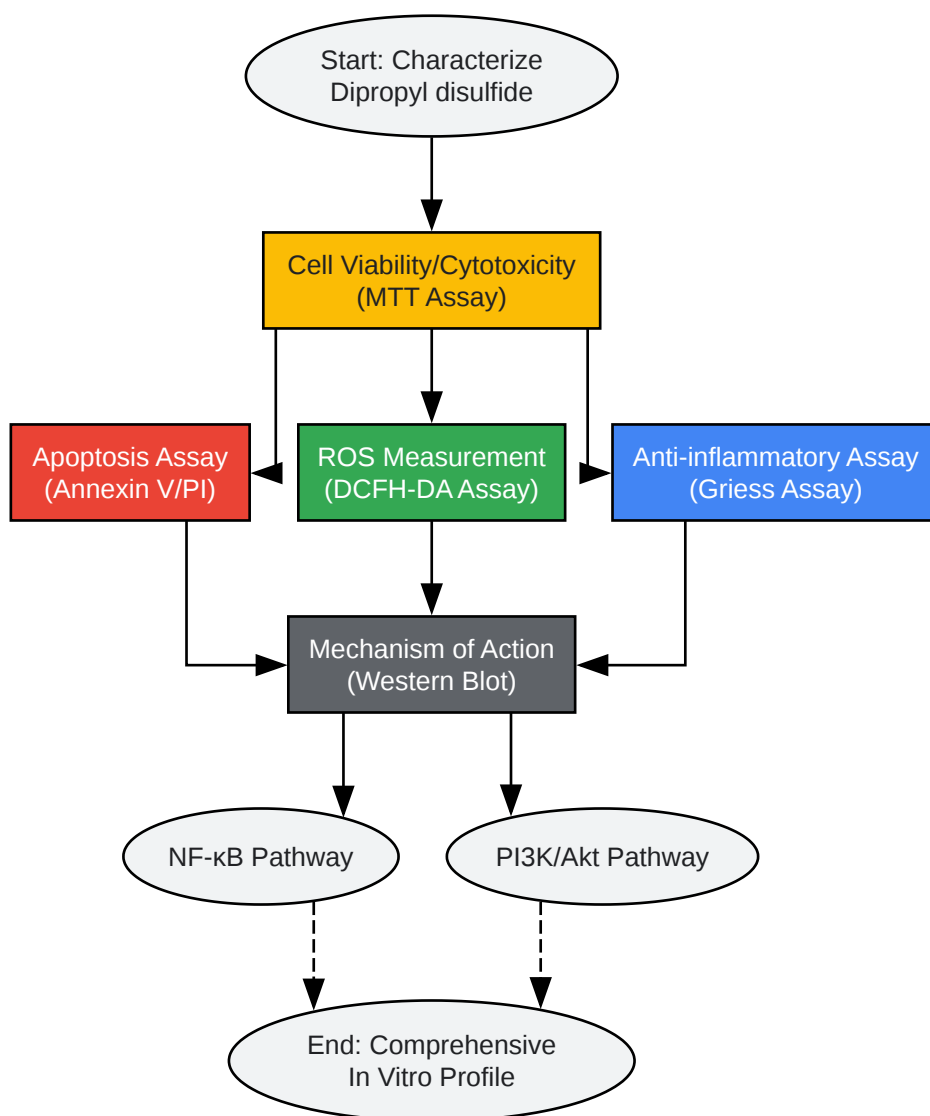 Start: Characterize
Dipropyl disulfide
Cell Viability/Cytotoxicity
(MTT Assay)
Apoptosis Assay
(Annexin V/PI)
ROS Measurement
(DCFH-DA Assay)
Anti-inflammatory Assay
(Griess Assay)
Mechanism of Action
(Western Blot)
NF-κB Pathway
PI3K/Akt Pathway
End: Comprehensive
In Vitro Profile